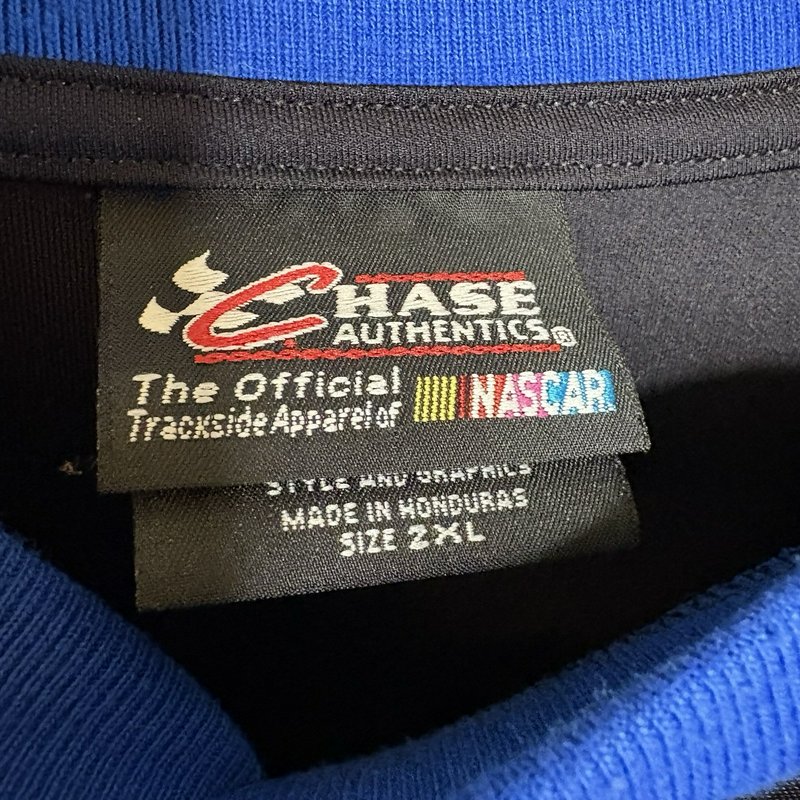 CHASE
AUTHENTICS®
The Official
Trackside Apparel of
NASCAR.
STYLE AND GRAPHICS
MADE IN HONDURAS
SIZE 2XL